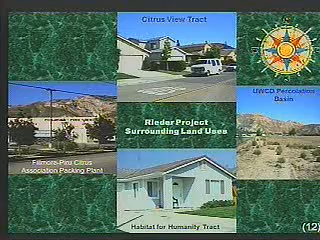 Citrus View Tract
UWCD Percolation
Basin
Rieder Project
Surrounding Land Uses
Fillmore-Piru Citrus
Association Packing Plant
Habitat for Humanity Tract
(12)